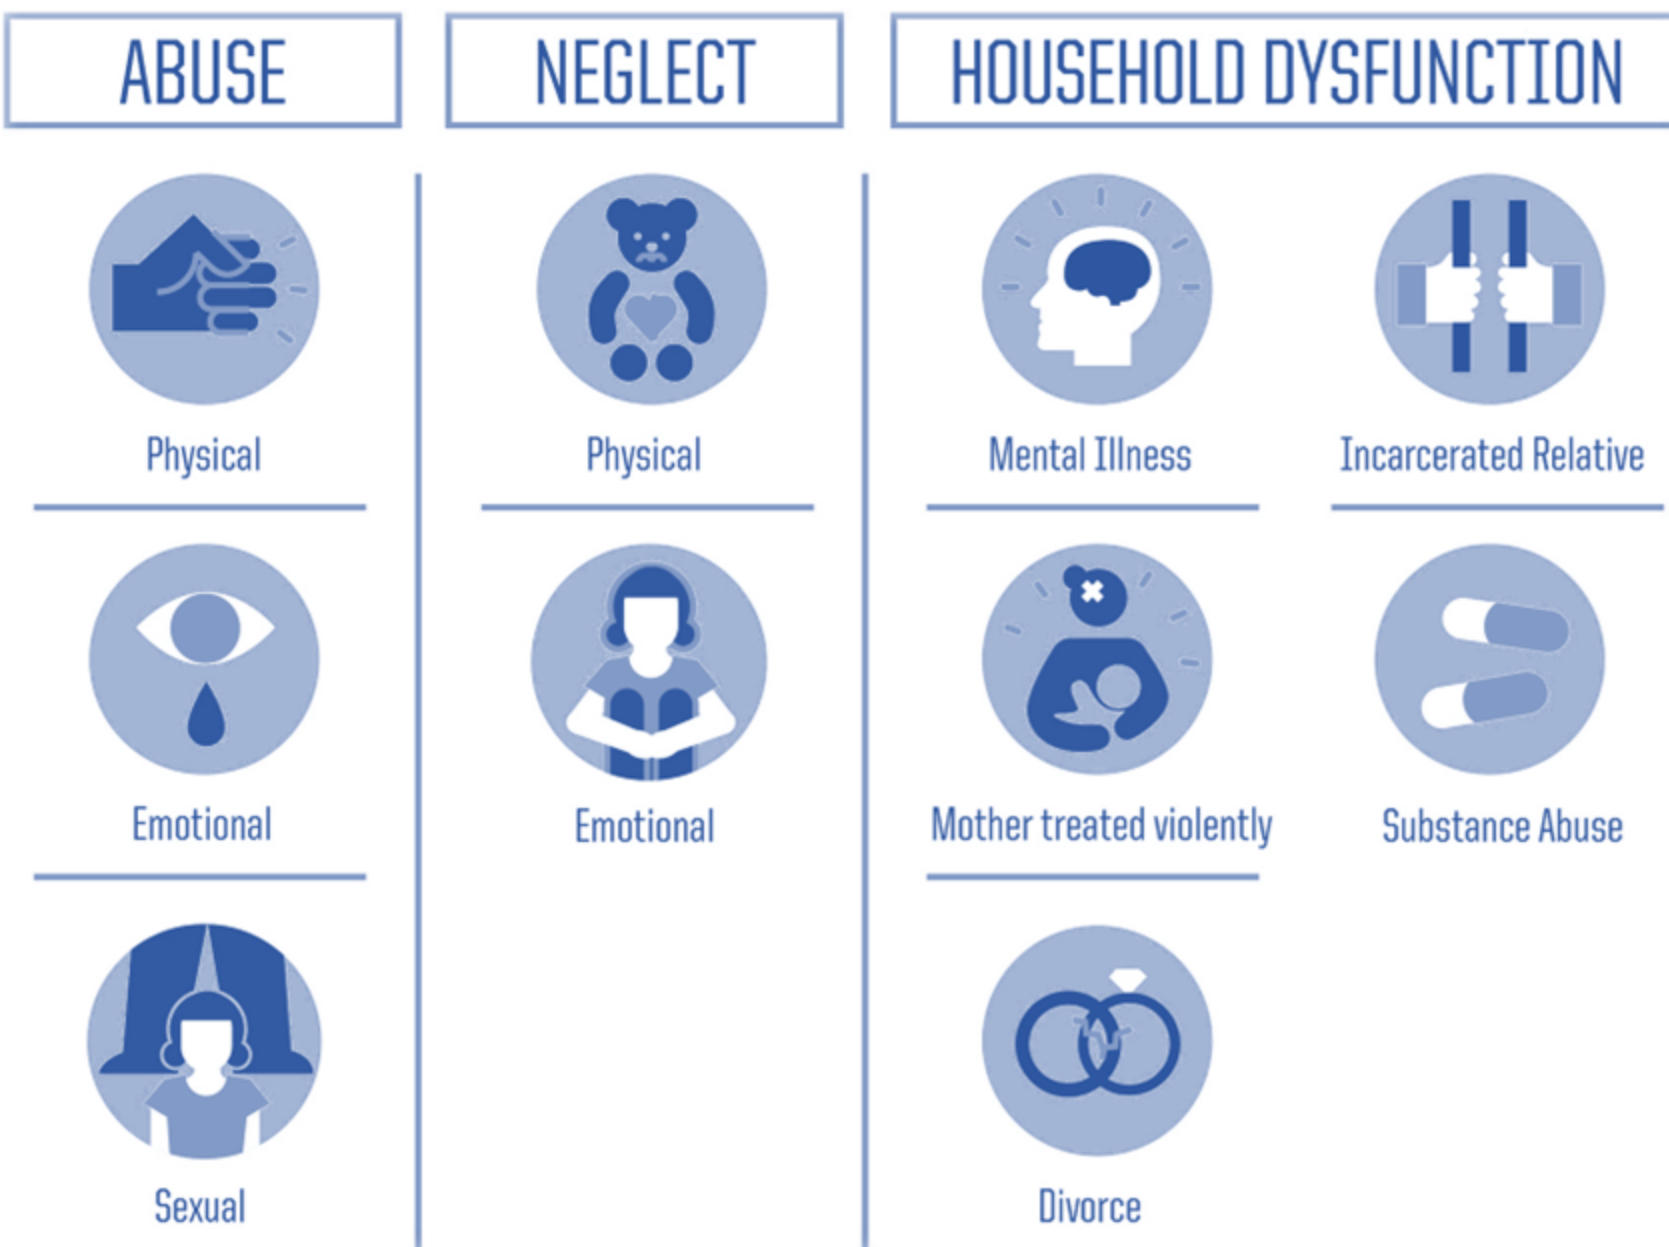 ABUSE
Physical
Emotional
Sexual
NEGLECT
Physical
Emotional
HOUSEHOLD DYSFUNCTION
Mental Illness
Incarcerated Relative
Mother treated violently
Substance Abuse
Divorce